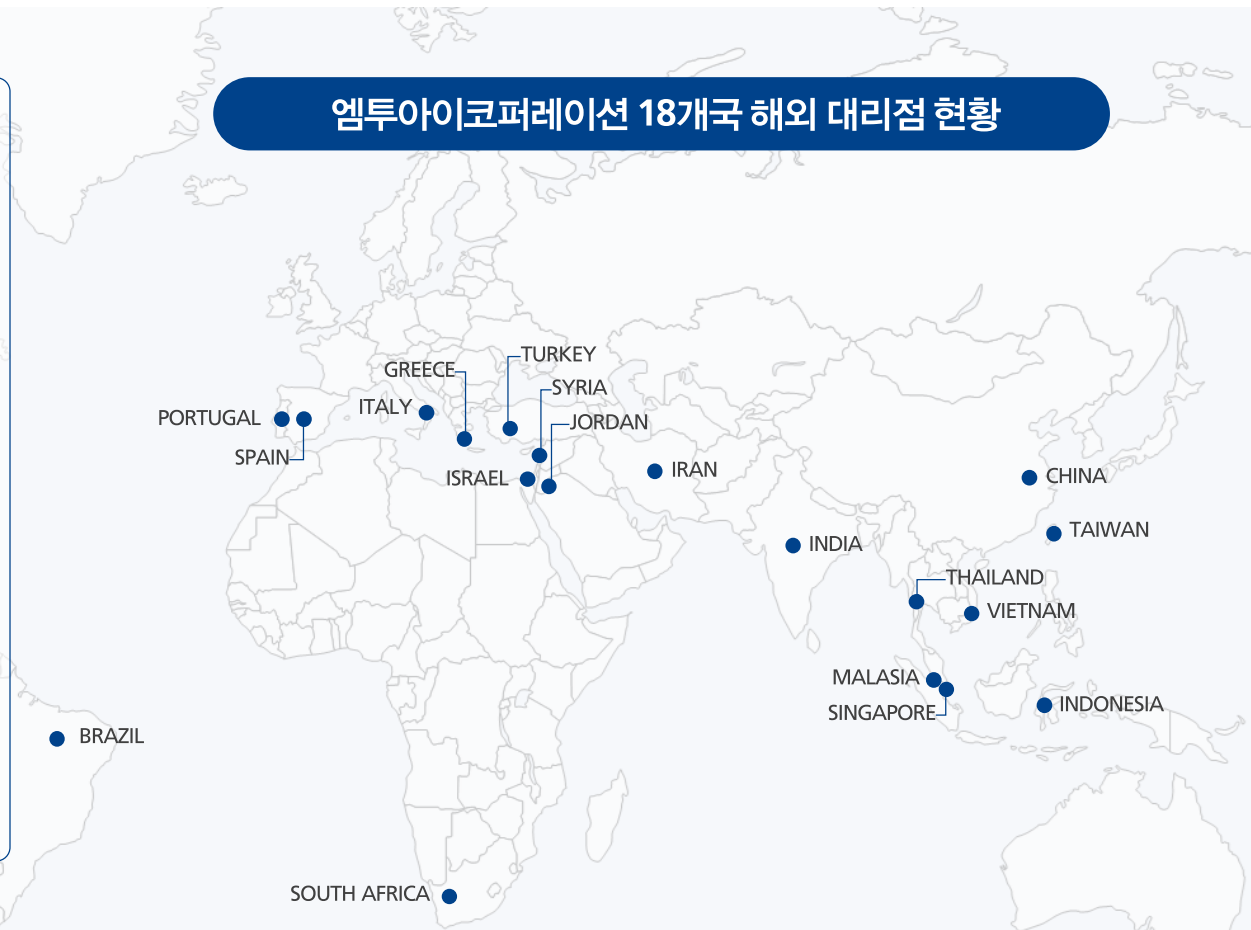 엠투아이코퍼레이션 18개국 해외 대리점 현황
TURKEY
GREECE
SYRIA
ITALY
PORTUGAL
JORDAN
SPAIN
ISRAEL
IRAN
CHINA
TAIWAN
INDIA
THAILAND
VIETNAM
MALASIA
SINGAPORE
INDONESIA
BRAZIL
SOUTH AFRICA